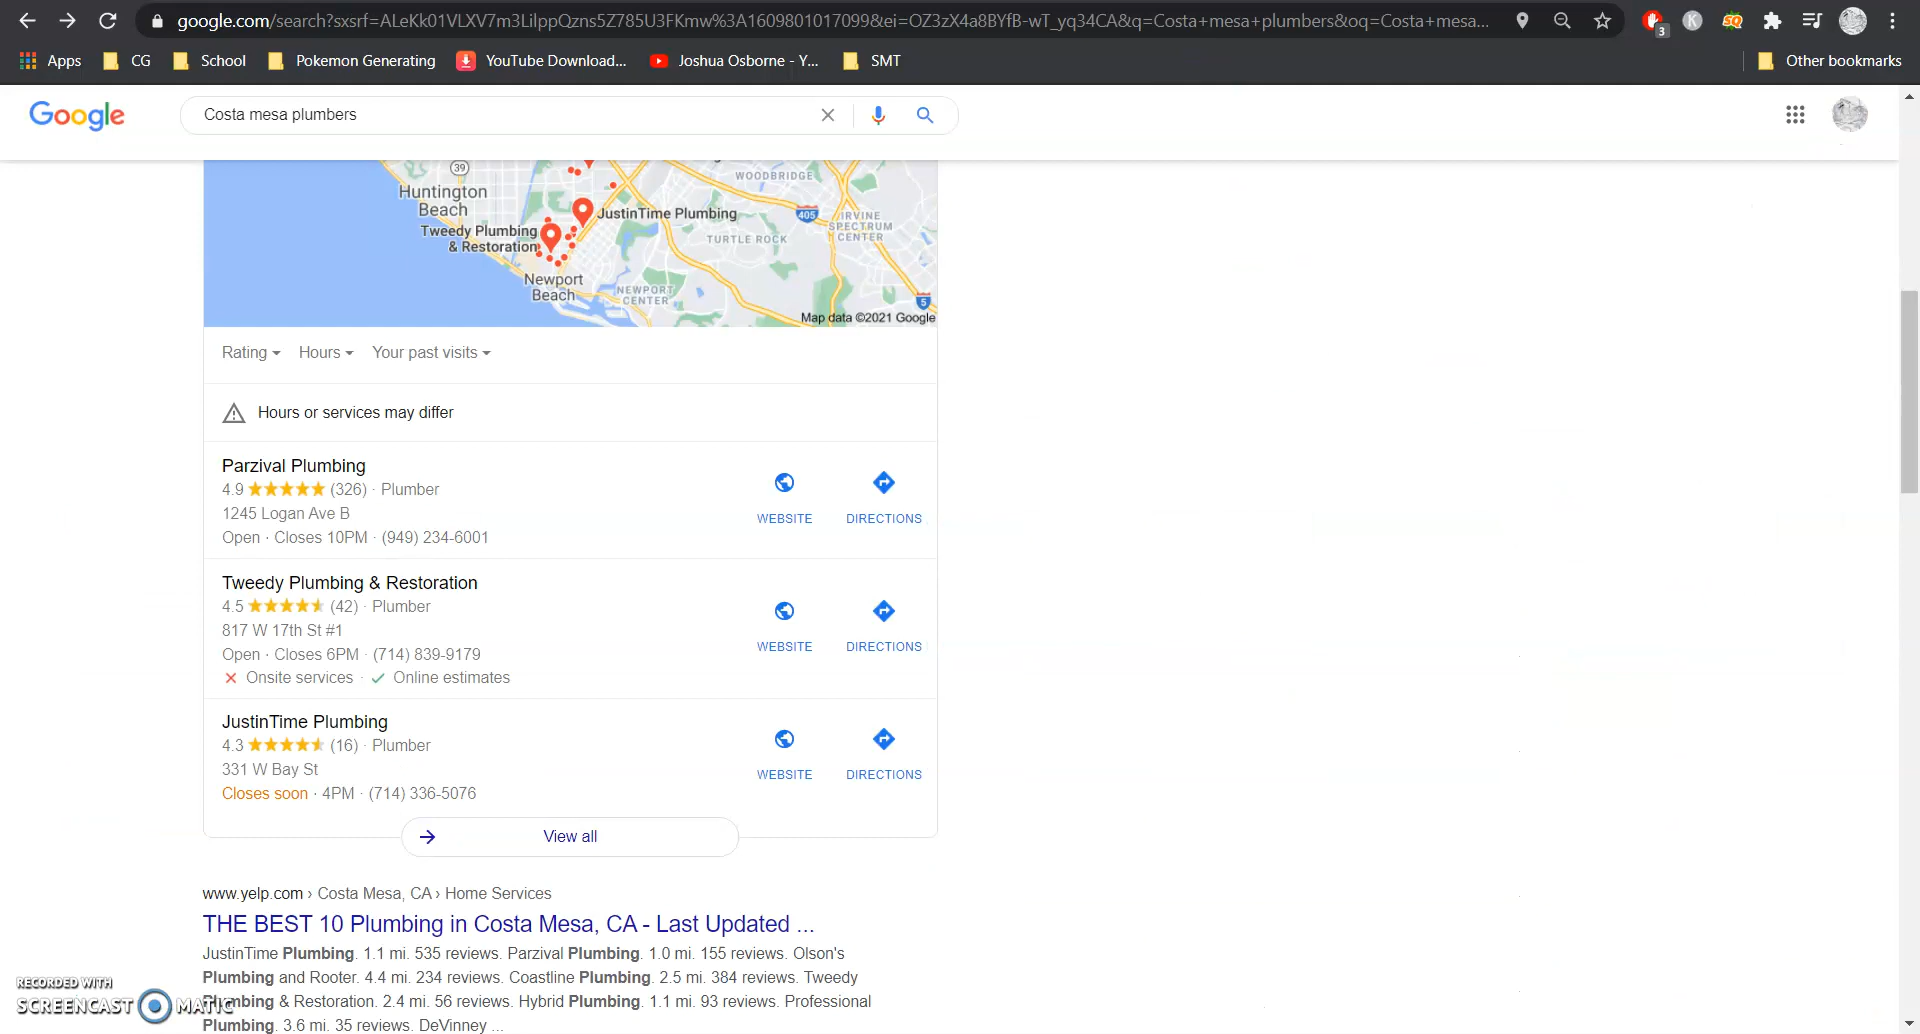 google.com/search?sxsrf=ALeKk01VLXV7m3LilppQzns5Z785U3FKmw%3A1609801017099&ei=OZ3zX4a8BYfB-wT_yq34CA&q=Costa+mesa+plumbers&oq=Costa+mesa...
3
K
SQ
Apps
CG
School
Pokemon Generating
YouTube Download...
Joshua Osborne - Y...
SMT
Other bookmarks
Google
Costa mesa plumbers
39
Huntington
Beach
WOODBRIDGE
JustinTime Plumbing
405
IRVINE
SPECTRUM
CENTER
Tweedy Plumbing
& Restoration
TURTLE ROCK
Newport
Beach
NEWPORT
CENTER
5
Map data ©2021 Google
Rating
Hours
Your past visits
Hours or services may differ
Parzival Plumbing
4.9 (326) · Plumber
1245 Logan Ave B
Open · Closes 10PM · (949) 234-6001
WEBSITE
DIRECTIONS
Tweedy Plumbing & Restoration
4.5 (42) · Plumber
817 W 17th St #1
Open · Closes 6PM · (714) 839-9179
Onsite services · Online estimates
WEBSITE
DIRECTIONS
JustinTime Plumbing
4.3 (16) · Plumber
331 W Bay St
Closes soon · 4PM · (714) 336-5076
WEBSITE
DIRECTIONS
View all
www.yelp.com › Costa Mesa, CA › Home Services
THE BEST 10 Plumbing in Costa Mesa, CA - Last Updated ...
JustinTime Plumbing. 1.1 mi. 535 reviews. Parzival Plumbing. 1.0 mi. 155 reviews. Olson's
Plumbing and Rooter. 4.4 mi. 234 reviews. Coastline Plumbing. 2.5 mi. 384 reviews. Tweedy
Plumbing & Restoration. 2.4 mi. 56 reviews. Hybrid Plumbing. 1.1 mi. 93 reviews. Professional
Plumbing. 3.6 mi. 35 reviews. DeVinney ...
RECORDED WITH
SCREENCAST MATIC